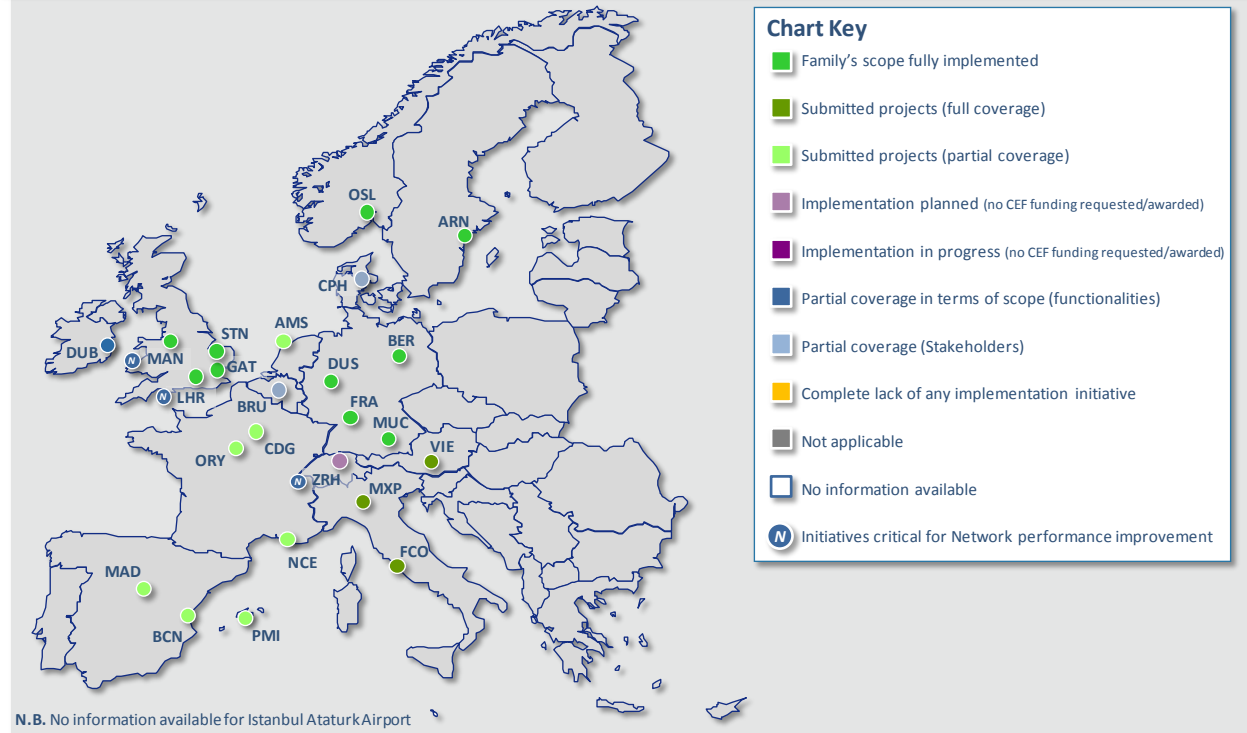 Chart Key
Family's scope fully implemented
Submitted projects (full coverage)
Submitted projects (partial coverage)
Implementation planned (no CEF funding requested/awarded)
Implementation in progress (no CEF funding requested/awarded)
Partial coverage in terms of scope (functionalities)
Partial coverage (Stakeholders)
Complete lack of any implementation initiative
Not applicable
No information available
N Initiatives critical for Network performance improvement
OSL
ARN
CPH
AMS
STN
BER
DUB
N MAN
GAT
DUS
N LHR
BRU
FRA
MUC
CDG
VIE
ORY
N ZRH
MXP
FCO
NCE
MAD
BCN
PMI
N.B. No information available for Istanbul Ataturk Airport